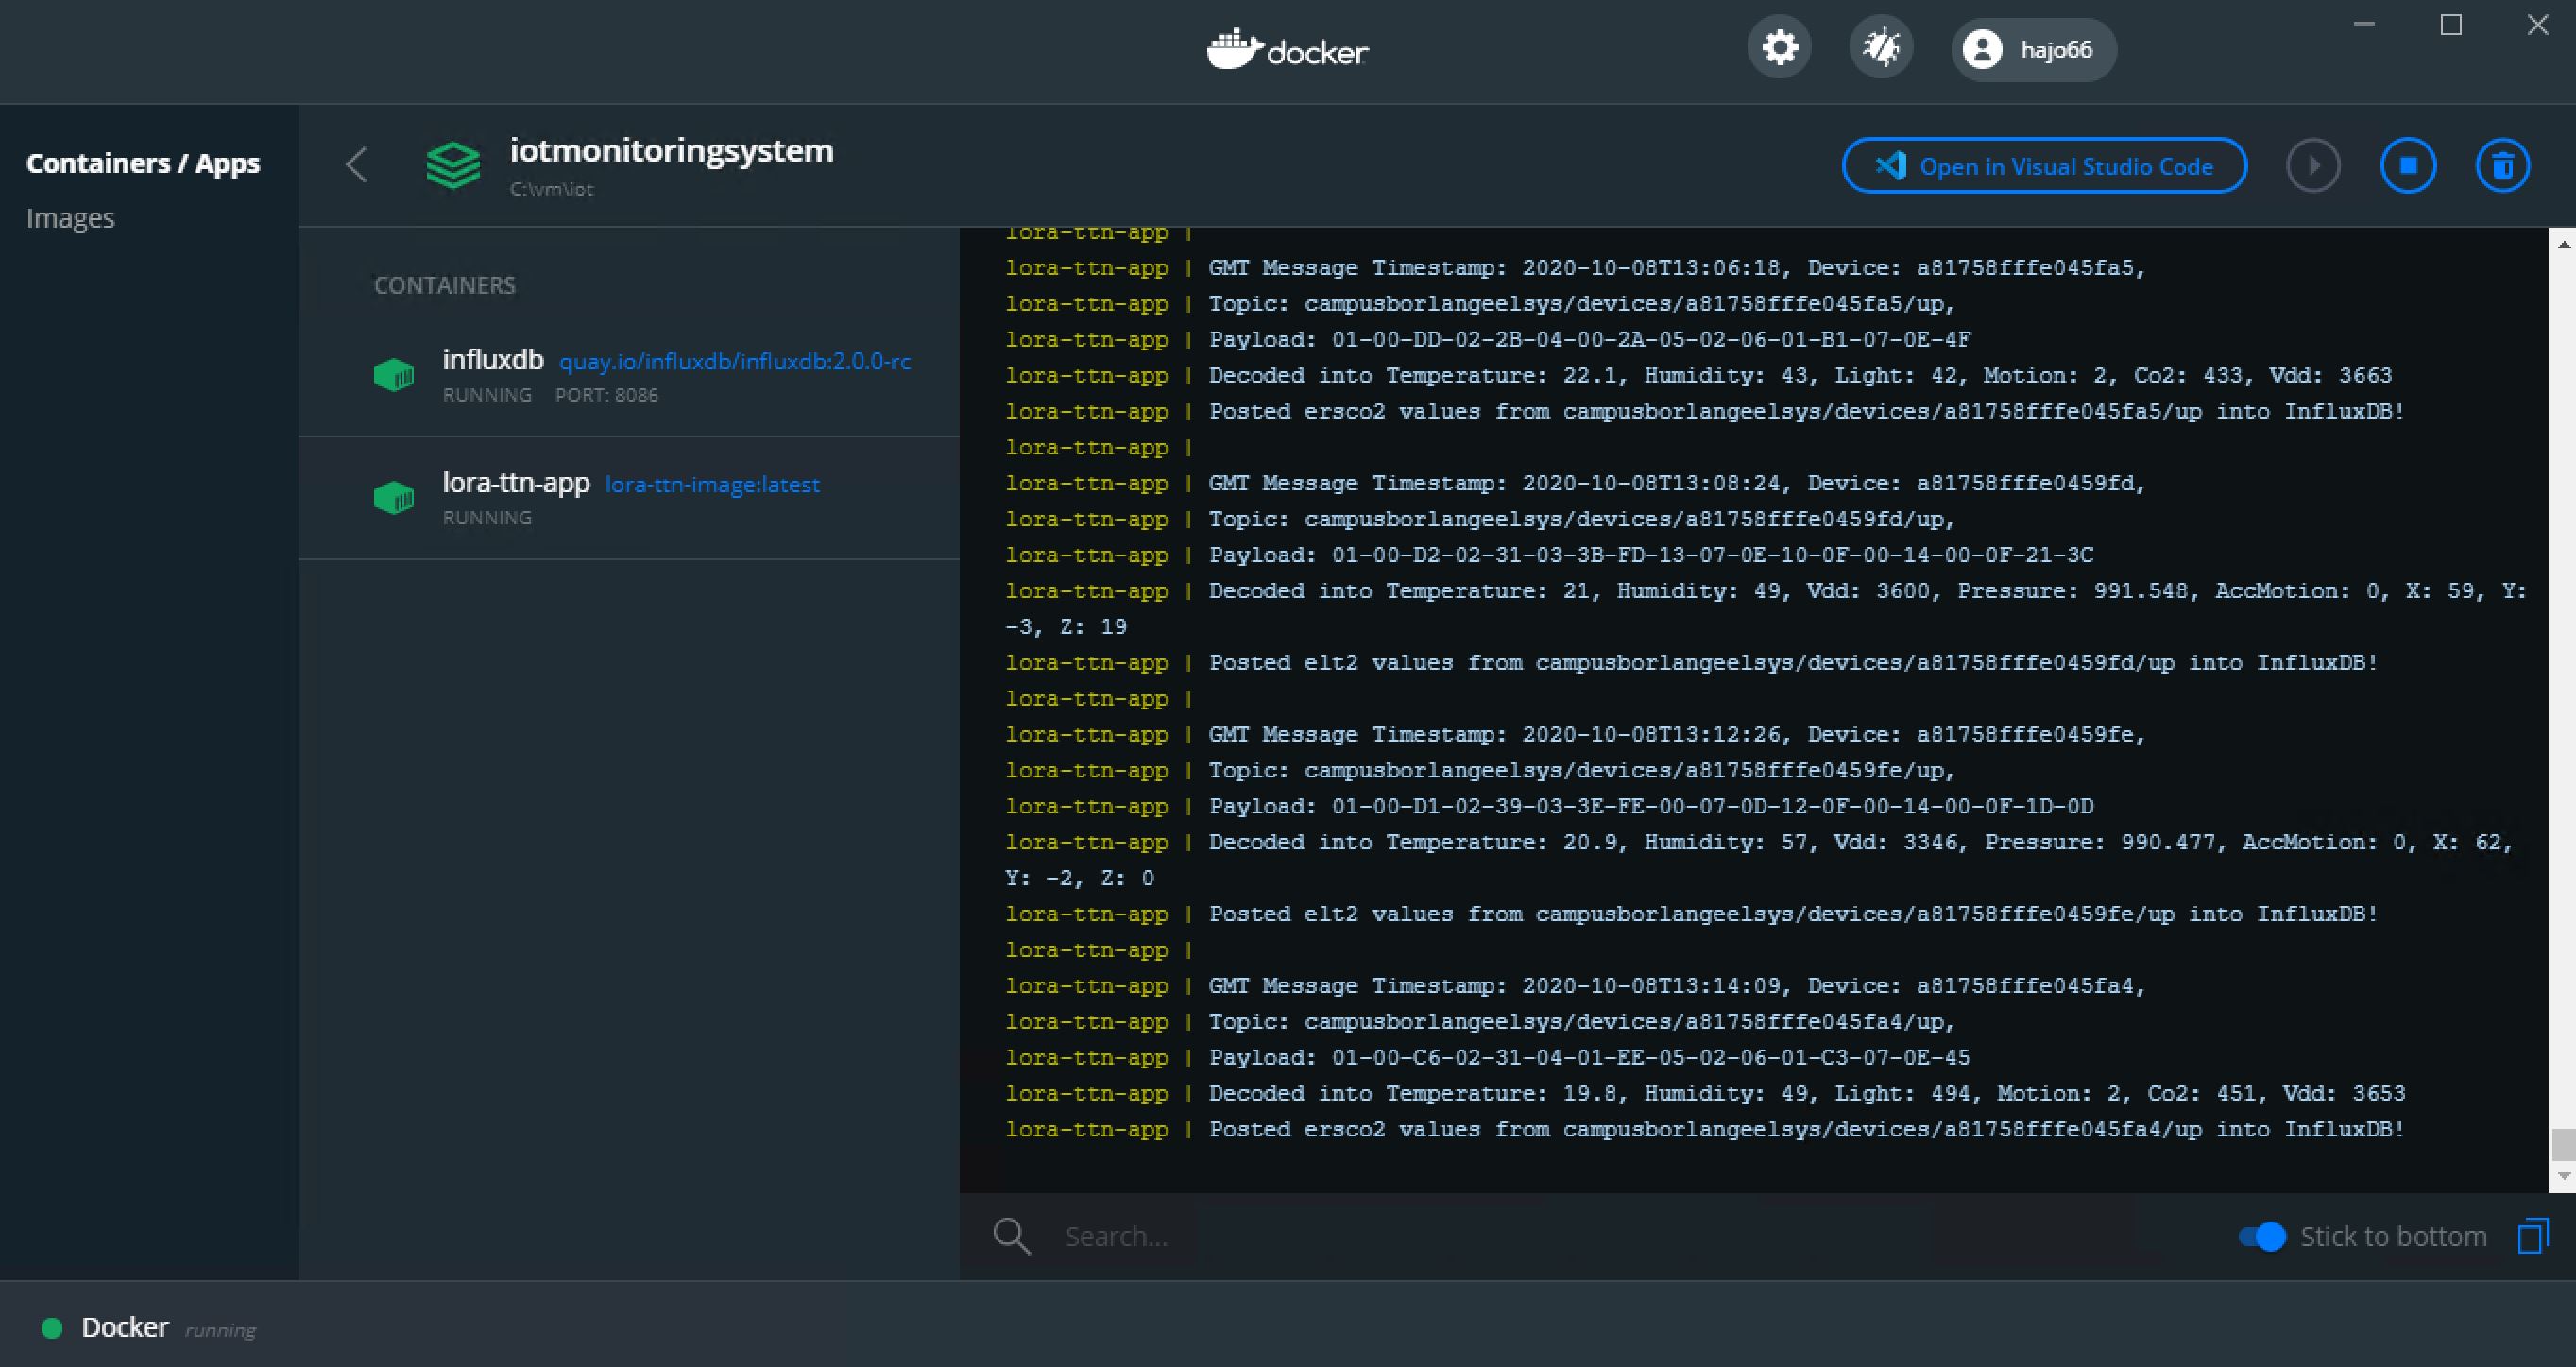 docker
hajo66
Containers / Apps
Images
iotmonitoringsystem
C:\vm\iot
Open in Visual Studio Code
CONTAINERS
influxdb quay.io/influxdb/influxdb:2.0.0-rc
RUNNING PORT: 8086
lora-ttn-app lora-ttn-image:latest
RUNNING
lora-ttn-app |
lora-ttn-app | GMT Message Timestamp: 2020-10-08T13:06:18, Device: a81758fffe045fa5,
lora-ttn-app | Topic: campusborlangeelsys/devices/a81758fffe045fa5/up,
lora-ttn-app | Payload: 01-00-DD-02-2B-04-00-2A-05-02-06-01-B1-07-0E-4F
lora-ttn-app | Decoded into Temperature: 22.1, Humidity: 43, Light: 42, Motion: 2, Co2: 433, Vdd: 3663
lora-ttn-app | Posted ersco2 values from campusborlangeelsys/devices/a81758fffe045fa5/up into InfluxDB!
lora-ttn-app |
lora-ttn-app | GMT Message Timestamp: 2020-10-08T13:08:24, Device: a81758fffe0459fd,
lora-ttn-app | Topic: campusborlangeelsys/devices/a81758fffe0459fd/up,
lora-ttn-app | Payload: 01-00-D2-02-31-03-3B-FD-13-07-0E-10-0F-00-14-00-0F-21-3C
lora-ttn-app | Decoded into Temperature: 21, Humidity: 49, Vdd: 3600, Pressure: 991.548, AccMotion: 0, X: 59, Y:
-3, Z: 19
lora-ttn-app | Posted elt2 values from campusborlangeelsys/devices/a81758fffe0459fd/up into InfluxDB!
lora-ttn-app |
lora-ttn-app | GMT Message Timestamp: 2020-10-08T13:12:26, Device: a81758fffe0459fe,
lora-ttn-app | Topic: campusborlangeelsys/devices/a81758fffe0459fe/up,
lora-ttn-app | Payload: 01-00-D1-02-39-03-3E-FE-00-07-0D-12-0F-00-14-00-0F-1D-0D
lora-ttn-app | Decoded into Temperature: 20.9, Humidity: 57, Vdd: 3346, Pressure: 990.477, AccMotion: 0, X: 62,
Y: -2, Z: 0
lora-ttn-app | Posted elt2 values from campusborlangeelsys/devices/a81758fffe0459fe/up into InfluxDB!
lora-ttn-app |
lora-ttn-app | GMT Message Timestamp: 2020-10-08T13:14:09, Device: a81758fffe045fa4,
lora-ttn-app | Topic: campusborlangeelsys/devices/a81758fffe045fa4/up,
lora-ttn-app | Payload: 01-00-C6-02-31-04-01-EE-05-02-06-01-C3-07-0E-45
lora-ttn-app | Decoded into Temperature: 19.8, Humidity: 49, Light: 494, Motion: 2, Co2: 451, Vdd: 3653
lora-ttn-app | Posted ersco2 values from campusborlangeelsys/devices/a81758fffe045fa4/up into InfluxDB!
Search...
Stick to bottom
Docker running